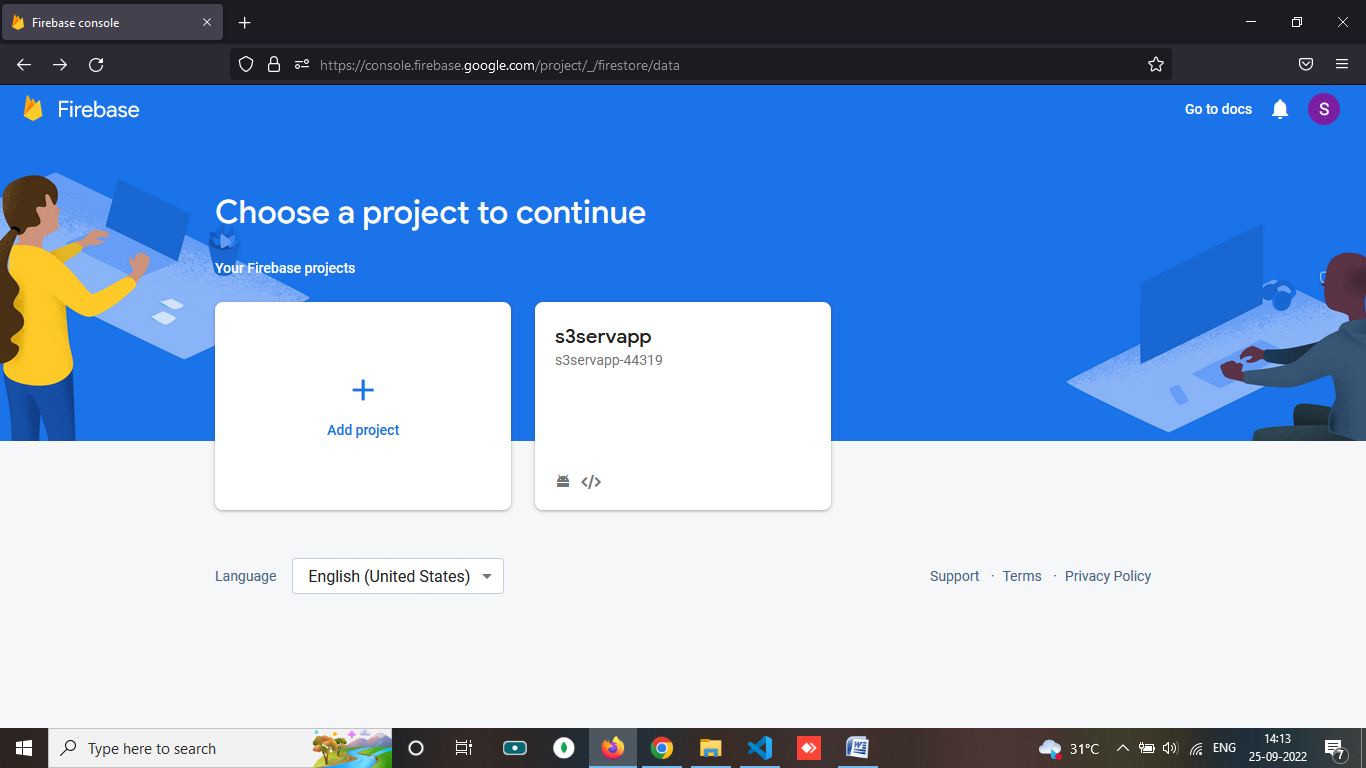 Firebase console
https://console.firebase.google.com/project/_/firestore/data
Firebase
Go to docs
S
Choose a project to continue
Your Firebase projects
Add project
s3servapp
s3servapp-44319
Language
English (United States)
Support · Terms · Privacy Policy
Type here to search
31°C
ENG
14:13
25-09-2022
7